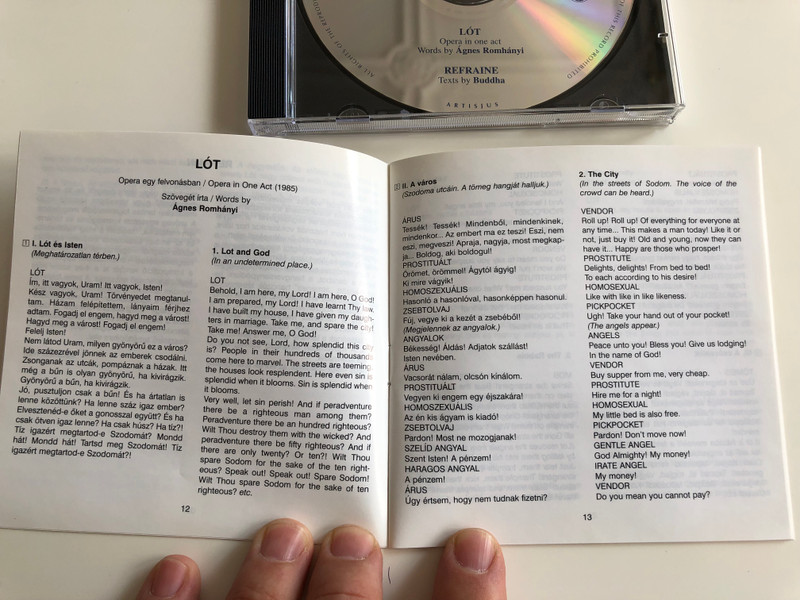 ALL RIGHTS OF THE
THIS RECORD PROHIBITED
LÓT
Opera in one act
Words by Ágnes Romhányi
REFRAINE
Texts by Buddha
ARTISJUS
LÓT
Opera egy felvonásban / Opera in One Act (1985)
Szövegét írta / Words by
Ágnes Romhányi
1 I. Lót és Isten
(Meghatározatlan térben.)
LÓT
Ím, itt vagyok, Uram! Itt vagyok, Isten!
Kész vagyok, Uram! Törvényedet megtanul-
tam. Házam felépítettem, lányaim férjhez
adtam. Fogadj el engem, hagyd meg a várost!
Hagyd meg a várost! Fogadj el engem!
Felelj Isten!
Nem látod Uram, milyen gyönyörű ez a város?
Ide százezrével jönnek az emberek csodálni.
Zsonganak az utcák, pompáznak a házak. Itt
még a bűn is olyan gyönyörű, ha kivirágzik.
Gyönyörű a bűn, ha kivirágzik.
Jó, pusztuljon csak a bűn! És ha ártatlan is
lenne közöttünk? Ha lenne száz igaz ember?
Elvesztenéd-e őket a gonosszal együtt? És ha
csak ötven igaz lenne? Ha csak húsz? Ha tíz?!
Tíz igazért megtartod-e Szodomát? Mondd
hát! Mondd hát! Tartsd meg Szodomát! Tíz
igazért megtartod-e Szodomát?!
1. Lot and God
(In an undetermined place.)
LOT
Behold, I am here, my Lord! I am here, O God!
I am prepared, my Lord! I have learnt Thy law,
I have built my house, I have given my daugh-
ters in marriage. Take me, and spare the city!
Take me! Answer me, O God!
Do you not see, Lord, how splendid this city
is? People in their hundreds of thousands
come here to marvel. The streets are teeming,
the houses look resplendent. Here even sin is
splendid when it blooms. Sin is splendid when
it blooms.
Very well, let sin perish! And if peradventure
there be a righteous man among them?
Peradventure there be an hundred righteous?
Wilt Thou destroy them with the wicked? And
peradventure there be fifty righteous? And if
there are only twenty? Or ten?! Wilt Thou
spare Sodom for the sake of the ten right-
eous? Speak out! Speak out! Spare Sodom!
Wilt Thou spare Sodom for the sake of ten
righteous? etc.
12
2 II. A város
(Szodoma utcáin. A tömeg hangját halljuk.)
ÁRUS
Tessék! Tessék! Mindenből, mindenkinek,
mindenkor... Az embert ma ez teszi! Eszi, nem
eszi, megveszi! Apraja, nagyja, most megkap-
ja... Boldog, aki boldogul!
PROSTITUÁLT
Örömet, örömmel! Ágytól ágyig!
Ki mire vágyik!
HOMOSZEXUÁLIS
Hasonló a hasonlóval, hasonképpen hasonul.
ZSEBTOLVAJ
Fúj, vegye ki a kezét a zsebéből!
(Megjelennek az angyalok.)
ANGYALOK
Békesség! Áldás! Adjatok szállást!
Isten nevében.
ÁRUS
Vacsorát nálam, olcsón kínálom.
PROSTITUÁLT
Vegyen ki engem egy éjszakára!
HOMOSZEXUÁLIS
Az én kis ágyam is kiadó!
ZSEBTOLVAJ
Pardon! Most ne mozogjanak!
SZELÍD ANGYAL
Szent Isten! A pénzem!
HARAGOS ANGYAL
A pénzem!
ÁRUS
Úgy értsem, hogy nem tudnak fizetni?
2. The City
(In the streets of Sodom. The voice of the
crowd can be heard.)
VENDOR
Roll up! Roll up! Of everything for everyone at
any time... This makes a man today! Like it or
not, just buy it! Old and young, now they can
have it... Happy are those who prosper!
PROSTITUTE
Delights, delights! From bed to bed!
To each according to his desire!
HOMOSEXUAL
Like with like in like likeness.
PICKPOCKET
Ugh! Take your hand out of your pocket!
(The angels appear.)
ANGELS
Peace unto you! Bless you! Give us lodging!
In the name of God!
VENDOR
Buy supper from me, very cheap.
PROSTITUTE
Hire me for a night!
HOMOSEXUAL
My little bed is also free.
PICKPOCKET
Pardon! Don't move now!
GENTLE ANGEL
God Almighty! My money!
IRATE ANGEL
My money!
VENDOR
Do you mean you cannot pay?
13